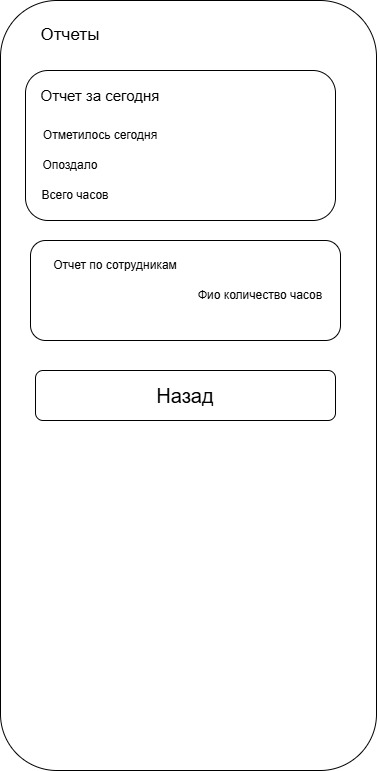 Отчеты
Отчет за сегодня
Отметилось сегодня
Опоздало
Всего часов
Отчет по сотрудникам
Фио количество часов
Назад